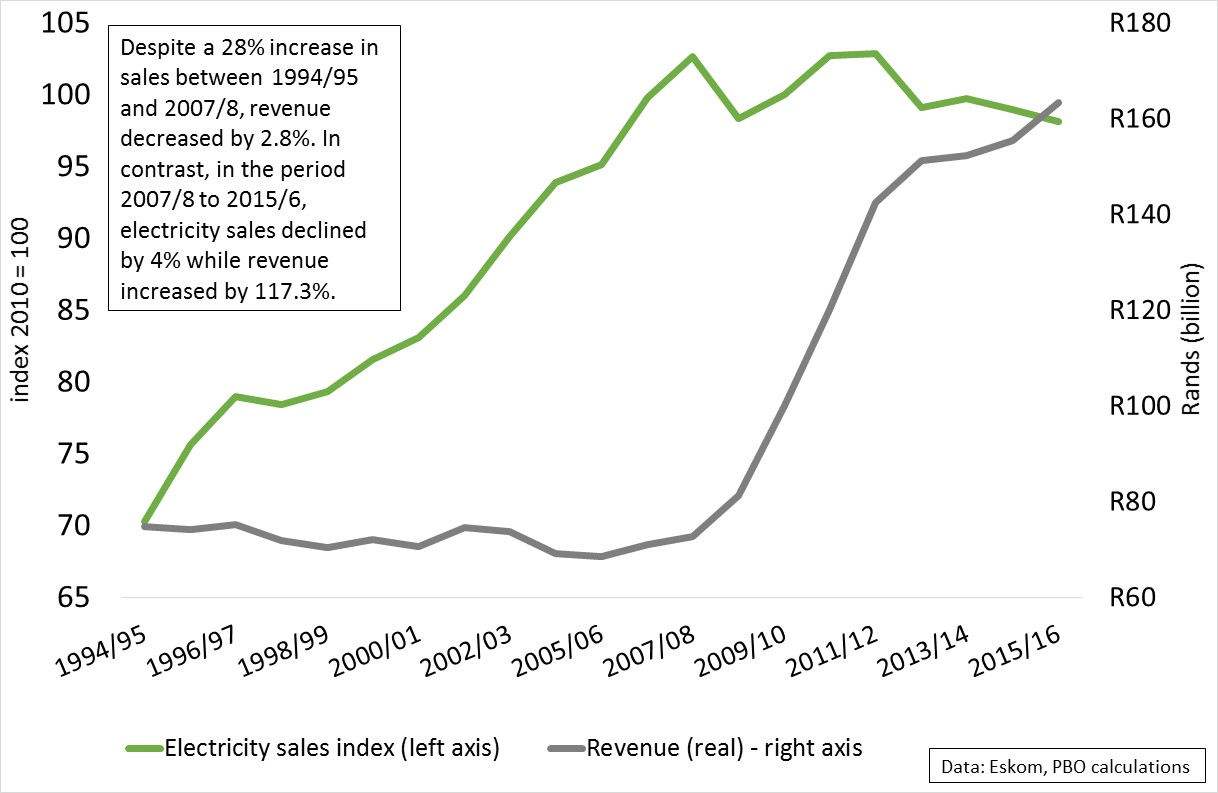 105
100
95
90
85
80
75
70
65
index 2010 = 100
Despite a 28% increase in
sales between 1994/95
and 2007/8, revenue
decreased by 2.8%. In
contrast, in the period
2007/8 to 2015/6,
electricity sales declined
by 4% while revenue
increased by 117.3%.
R180
R160
R140
R120
R100
R80
R60
Rands (billion)
1994/95
1996/97
1998/99
2000/01
2002/03
2005/06
2007/08
2009/10
2011/12
2013/14
2015/16
Electricity sales index (left axis)
Revenue (real) - right axis
Data: Eskom, PBO calculations